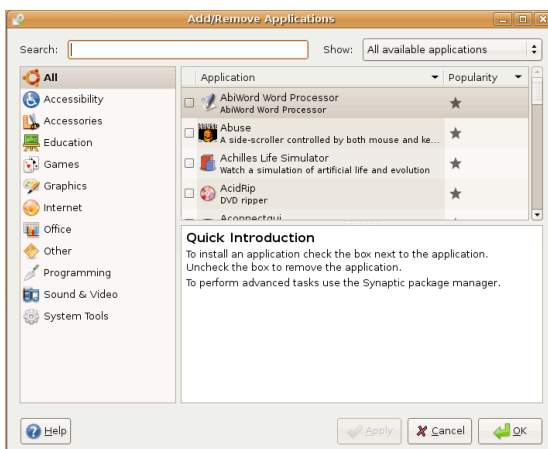 Add/Remove Applications
Search:
Show: All available applications
All
Accessibility
Accessories
Education
Games
Graphics
Internet
Office
Other
Programming
Sound & Video
System Tools
Application Popularity
AbiWord Word Processor
AbiWord Word Processor
Abuse
A side-scroller controlled by both mouse and ke...
Achilles Life Simulator
Watch a simulation of artificial life and evolution
AcidRip
DVD ripper
Aconnectgui
Quick Introduction
To install an application check the box next to the application.
Uncheck the box to remove the application.
To perform advanced tasks use the Synaptic package manager.
Help
Apply
Cancel
OK